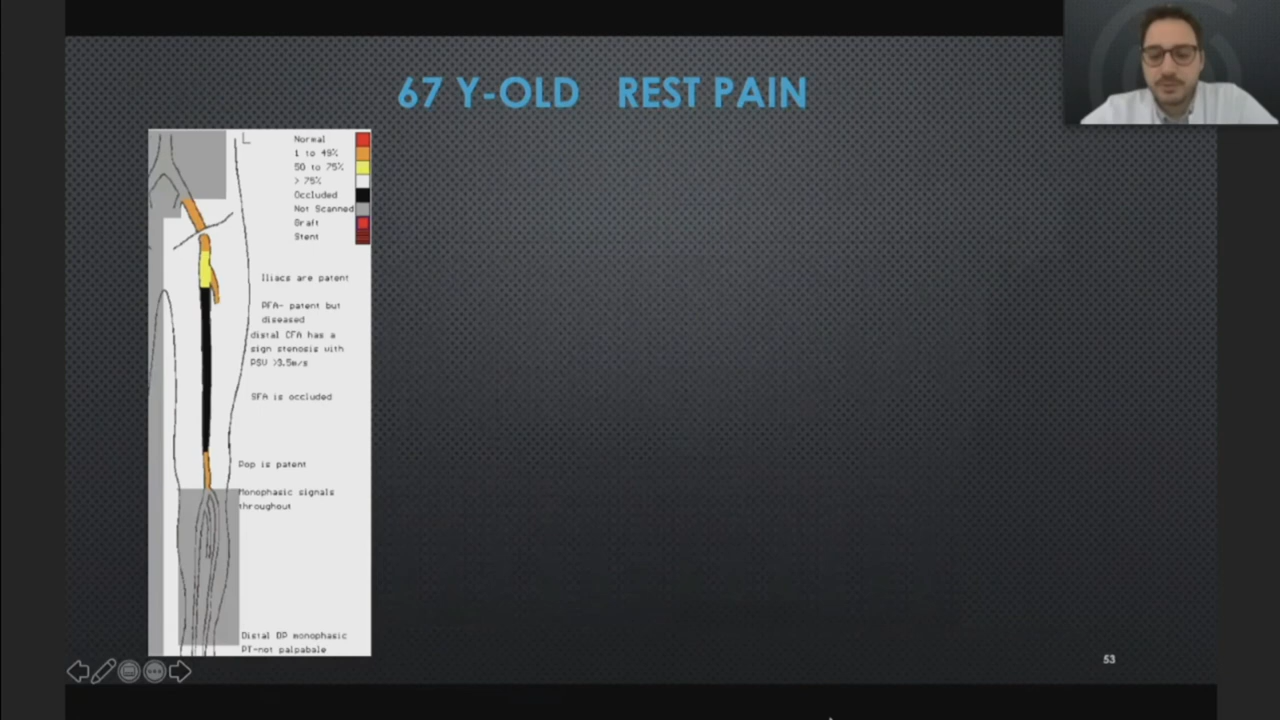 67 Y-OLD REST PAIN
L
Normal
1 to 49%
50 to 75%
> 75%
Occluded
Not Scanned
Graft
Stent
Iliacs are patent
PFA- patent but
diseased
distal CFA has a
sign stenosis with
PSV >3.5m/s
SFA is occluded
Pop is patent
Monophasic signals
throughout
Distal DP monophasic
PT-not palpabale
53